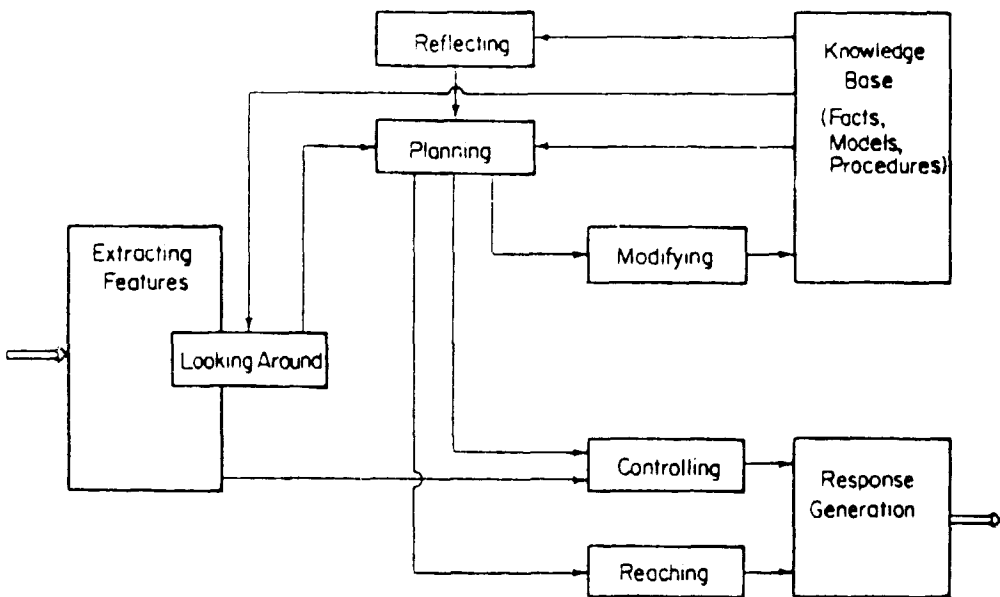 Reflecting
Knowledge
Base
(Facts,
Models,
Procedures)
Planning
Extracting
Features
Modifying
Looking Around
Controlling
Response
Generation
Reaching